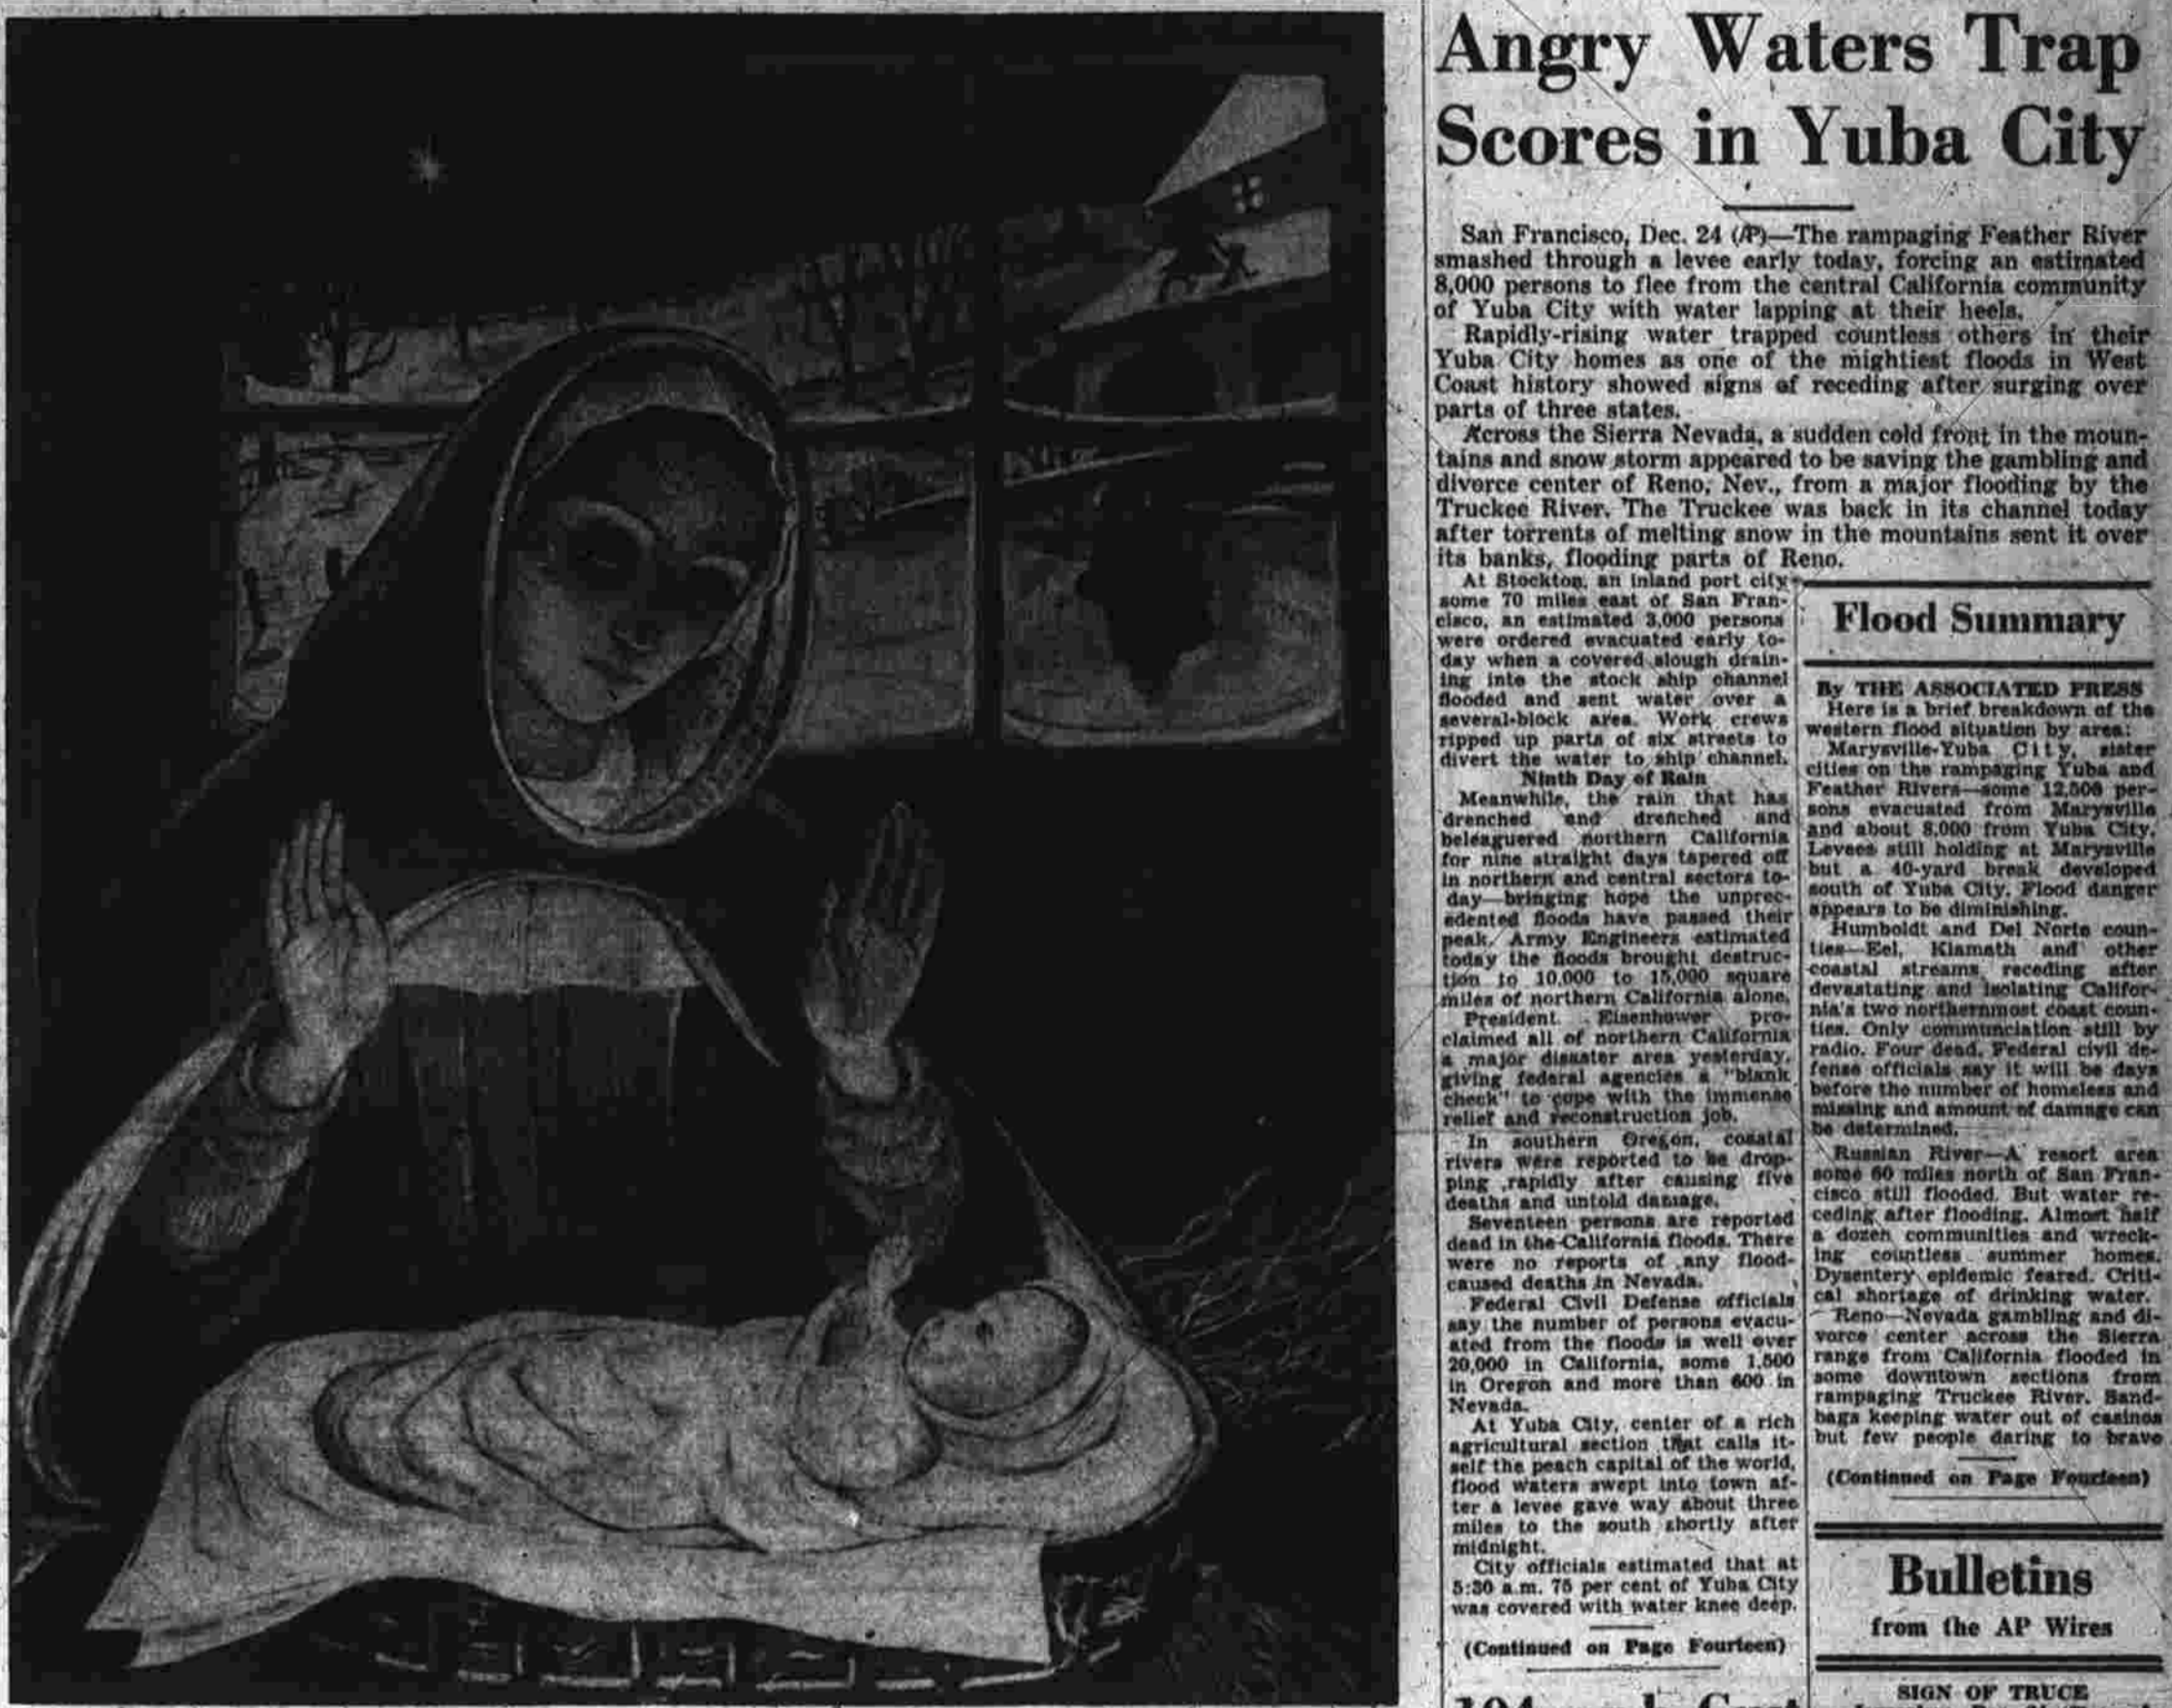 Angry Waters Trap
Scores in Yuba City
San Francisco, Dec. 24 (AP)—The rampaging Feather River
smashed through a levee early today, forcing an estimated
8,000 persons to flee from the central California community
of Yuba City with water lapping at their heels.
Rapidly-rising water trapped countless others in their
Yuba City homes as one of the mightiest floods in West
Coast history showed signs of receding after surging over
parts of three states.
Across the Sierra Nevada, a sudden cold front in the moun-
tains and snow storm appeared to be saving the gambling and
divorce center of Reno, Nev., from a major flooding by the
Truckee River. The Truckee was back in its channel today
after torrents of melting snow in the mountains sent it over
its banks, flooding parts of Reno.
At Stockton, an inland port city
some 70 miles east of San Fran-
cisco, an estimated 3,000 persons
were ordered evacuated early to-
day when a covered slough drain-
ing into the stock ship channel
flooded and sent water over a
several-block area. Work crews
ripped up parts of six streets to
divert the water to ship channel.
Ninth Day of Rain
Meanwhile, the rain that has
drenched and drenched and
beleaguered northern California
for nine straight days tapered off
in northern and central sectors to-
day—bringing hope the unprec-
edented floods have passed their
peak. Army Engineers estimated
today the floods brought destruc-
tion to 10,000 to 15,000 square
miles of northern California alone.
President Eisenhower pro-
claimed all of northern California
a major disaster area yesterday,
giving federal agencies a "blank
check" to cope with the immense
relief and reconstruction job.
In southern Oregon, coastal
rivers were reported to be drop-
ping rapidly after causing five
deaths and untold damage.
Seventeen persons are reported
dead in the California floods. There
were no reports of any flood-
caused deaths in Nevada.
Federal Civil Defense officials
say the number of persons evacu-
ated from the floods is well over
20,000 in California, some 1,500
in Oregon and more than 600 in
Nevada.
At Yuba City, center of a rich
agricultural section that calls it-
self the peach capital of the world,
flood waters swept into town af-
ter a levee gave way about three
miles to the south shortly after
midnight.
City officials estimated that at
5:30 a.m. 75 per cent of Yuba City
was covered with water knee deep.
(Continued on Page Fourteen)
Flood Summary
By THE ASSOCIATED PRESS
Here is a brief breakdown of the
western flood situation by area:
Marysville-Yuba City, sister
cities on the rampaging Yuba and
Feather Rivers—some 12,500 per-
sons evacuated from Marysville
and about 8,000 from Yuba City.
Levees still holding at Marysville
but a 40-yard break developed
south of Yuba City. Flood danger
appears to be diminishing.
Humboldt and Del Norte coun-
ties—Eel, Klamath and other
coastal streams receding after
devastating and isolating Califor-
nia's two northernmost coast coun-
ties. Only communciation still by
radio. Four dead. Federal civil de-
fense officials say it will be days
before the number of homeless and
missing and amount of damage can
be determined.
Russian River—A resort area
some 60 miles north of San Fran-
cisco still flooded. But water re-
ceding after flooding. Almost half
a dozen communities and wreck-
ing countless summer homes.
Dysentery epidemic feared. Criti-
cal shortage of drinking water.
Reno—Nevada gambling and di-
vorce center across the Sierra
range from California flooded in
some downtown sections from
rampaging Truckee River. Sand-
bags keeping water out of casinos
but few people daring to brave
(Continued on Page Fourteen)
Bulletins
from the AP Wires
SIGN OF TRUCE